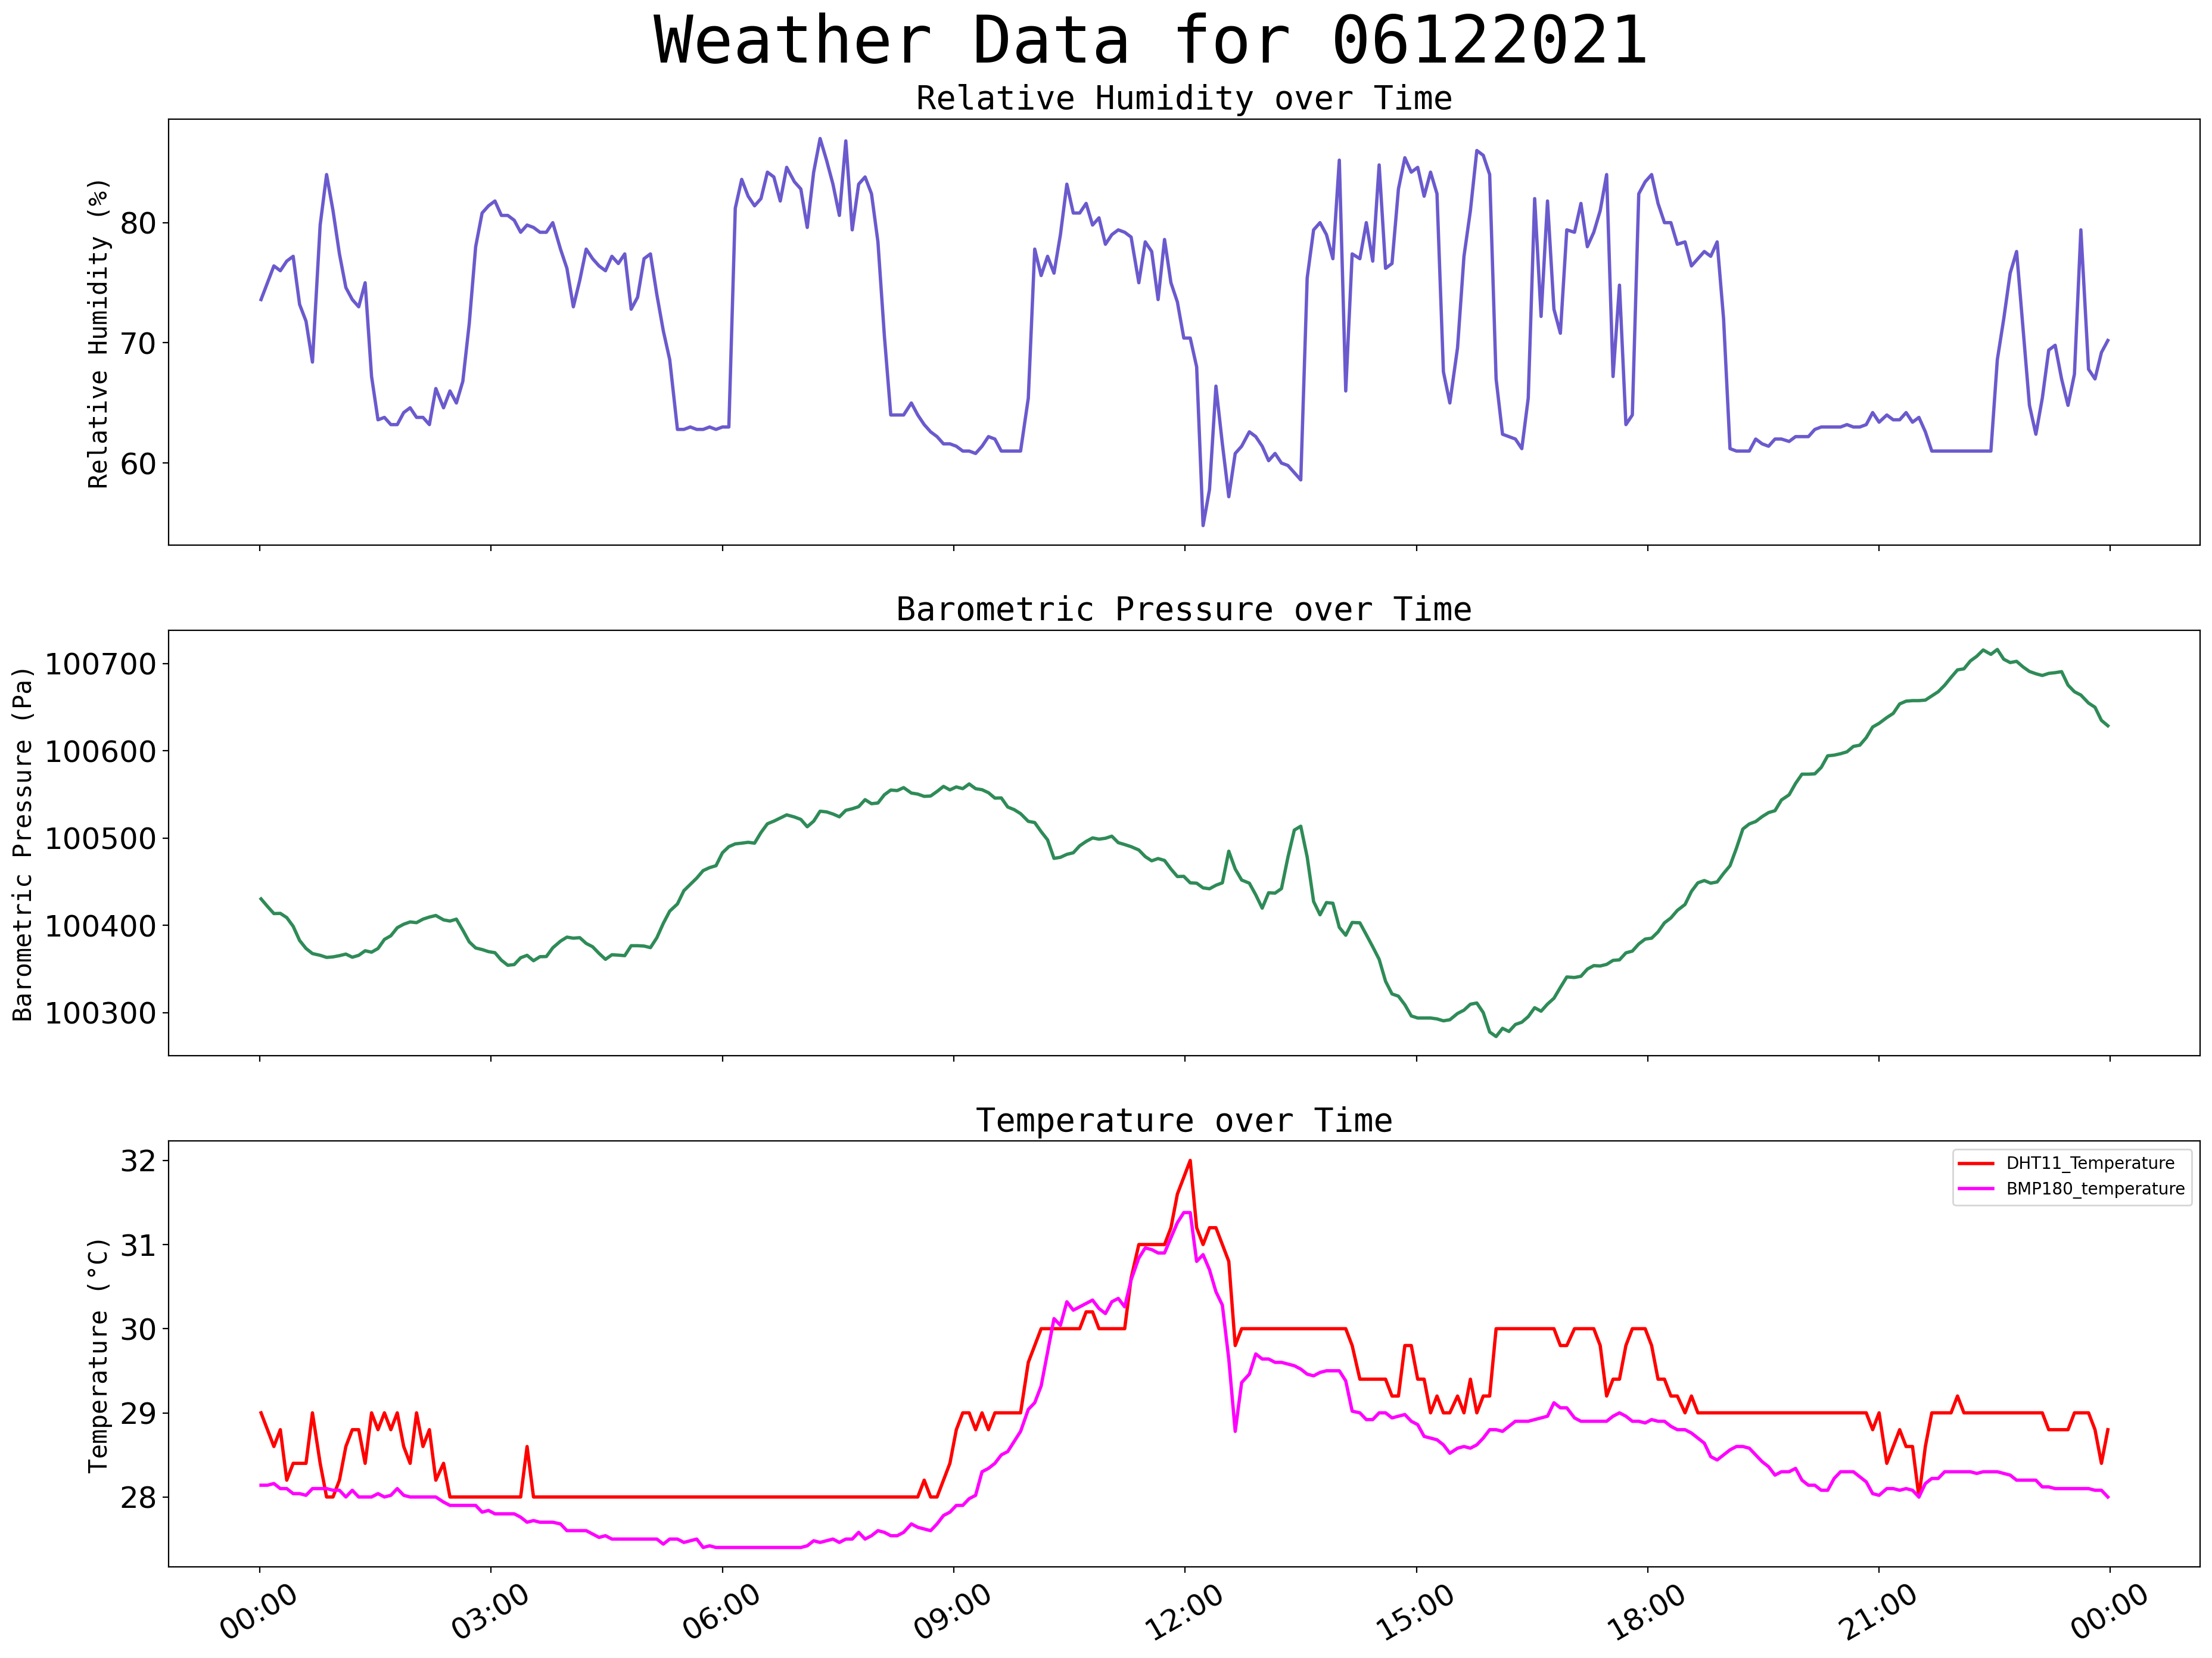 Weather Data for 06122021
Relative Humidity over Time
Relative Humidity (%)
80
70
60
Barometric Pressure over Time
Barometric Pressure (Pa)
100700
100600
100500
100400
100300
Temperature over Time
Temperature (°C)
32
31
30
29
28
DHT11_Temperature
BMP180_temperature
00:00
03:00
06:00
09:00
12:00
15:00
18:00
21:00
00:00